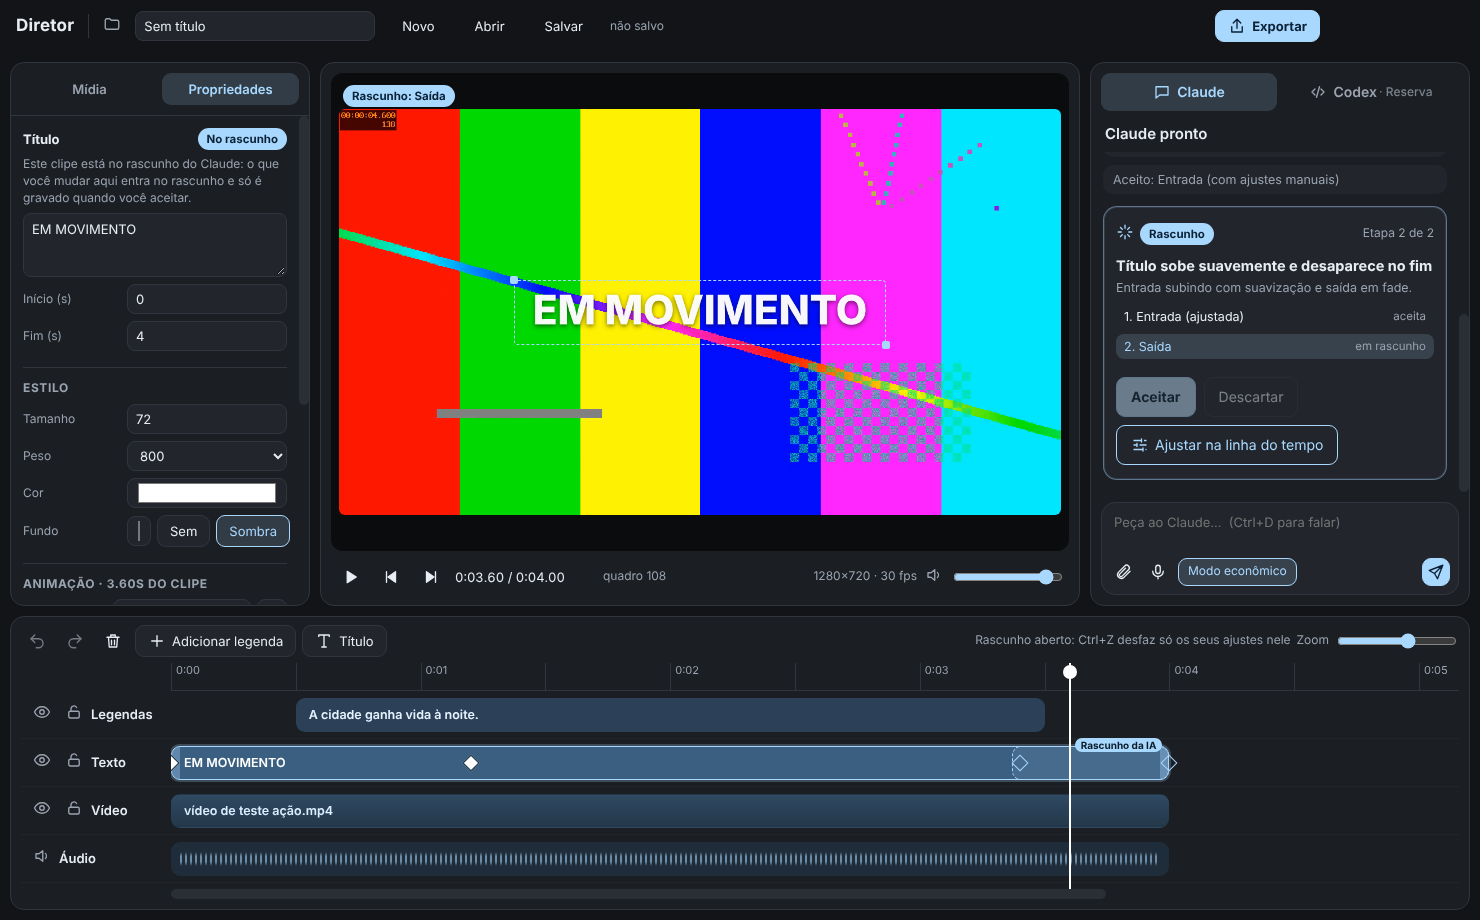 Diretor
Sem título
Novo
Abrir
Salvar
não salvo
Exportar
Mídia
Propriedades
Título
No rascunho
Este clipe está no rascunho do Claude: o que
você mudar aqui entra no rascunho e só é
gravado quando você aceitar.
EM MOVIMENTO
Início (s)
0
Fim (s)
4
ESTILO
Tamanho
72
Peso
800
Cor
Fundo
Sem
Sombra
ANIMAÇÃO · 3.60S DO CLIPE
Rascunho: Saída
00:00:04.600
138
EM MOVIMENTO
0:03.60 / 0:04.00
quadro 108
1280×720 · 30 fps
Claude
Codex · Reserva
Claude pronto
Aceito: Entrada (com ajustes manuais)
Rascunho
Etapa 2 de 2
Título sobe suavemente e desaparece no fim
Entrada subindo com suavização e saída em fade.
1. Entrada (ajustada)
aceita
2. Saída
em rascunho
Aceitar
Descartar
Ajustar na linha do tempo
Peça ao Claude... (Ctrl+D para falar)
Modo econômico
Adicionar legenda
Título
Rascunho aberto: Ctrl+Z desfaz só os seus ajustes nele
Zoom
0:00
0:01
0:02
0:03
0:04
0:05
Legendas
A cidade ganha vida à noite.
Texto
EM MOVIMENTO
Rascunho da IA
Vídeo
vídeo de teste ação.mp4
Áudio